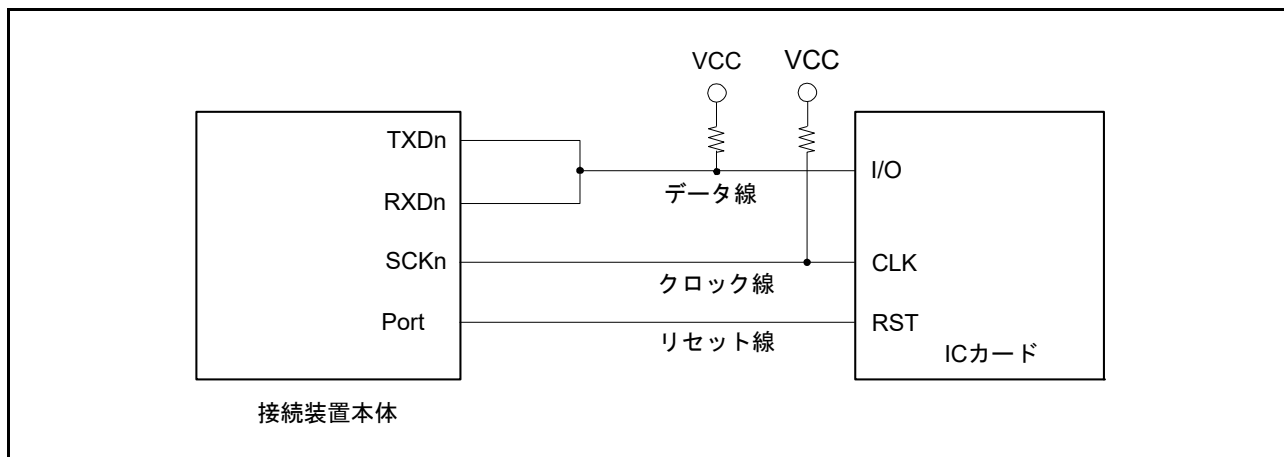 VCC
VCC
TXDn
RXDn
SCKn
Port
データ線
クロック線
リセット線
I/O
CLK
RST
ICカード
接続装置本体